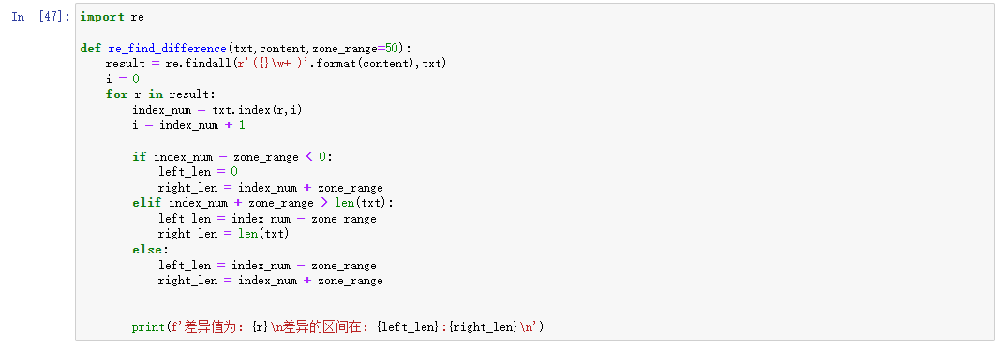 In [47]: import re
def re_find_difference(txt,content,zone_range=50):
    result = re.findall(r'({}\w+ )'.format(content),txt)
    i = 0
    for r in result:
        index_num = txt.index(r,i)
        i = index_num + 1
        if index_num - zone_range < 0:
            left_len = 0
            right_len = index_num + zone_range
        elif index_num + zone_range > len(txt):
            left_len = index_num - zone_range
            right_len = len(txt)
        else:
            left_len = index_num - zone_range
            right_len = index_num + zone_range
        print(f'差异值为: {r}\n差异的区间在: {left_len}:{right_len}\n')